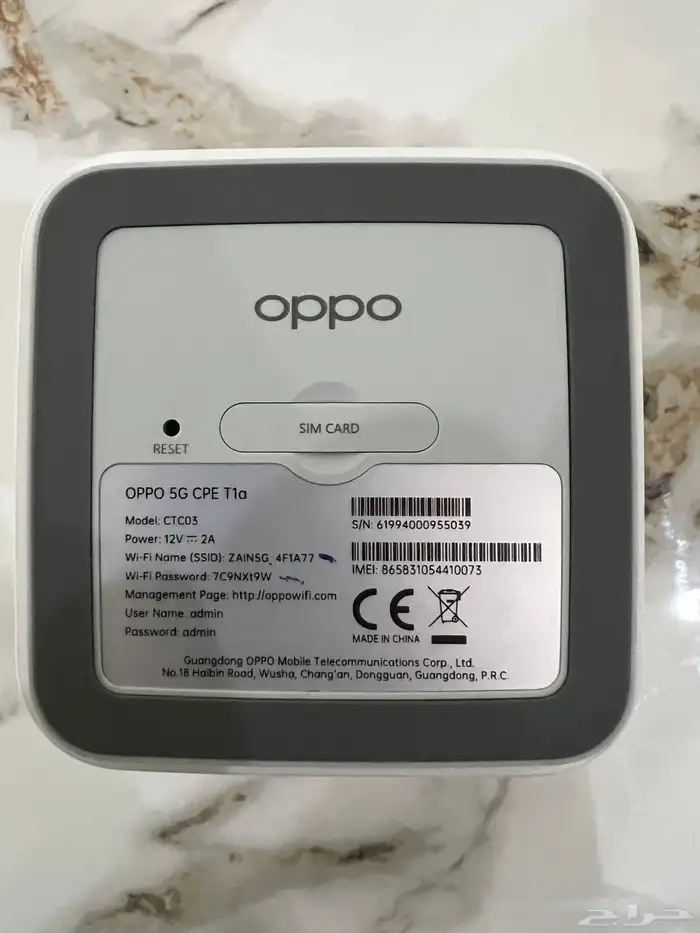 oppo
RESET
SIM CARD
OPPO 5G CPE T1a
Model: CTC03
Power: 12V ⎓ 2A
Wi-Fi Name (SSID): ZAIN5G_4F1A77
Wi-Fi Password: 7C9NXt9W
Management Page: http://oppowifi.com
User Name: admin
Password: admin
S/N: 61994000955039
IMEI: 865831054410073
CE
MADE IN CHINA
Guangdong OPPO Mobile Telecommunications Corp., Ltd.
No.18 Haibin Road, Wusha, Chang'an, Dongguan, Guangdong, P.R.C.
حراج